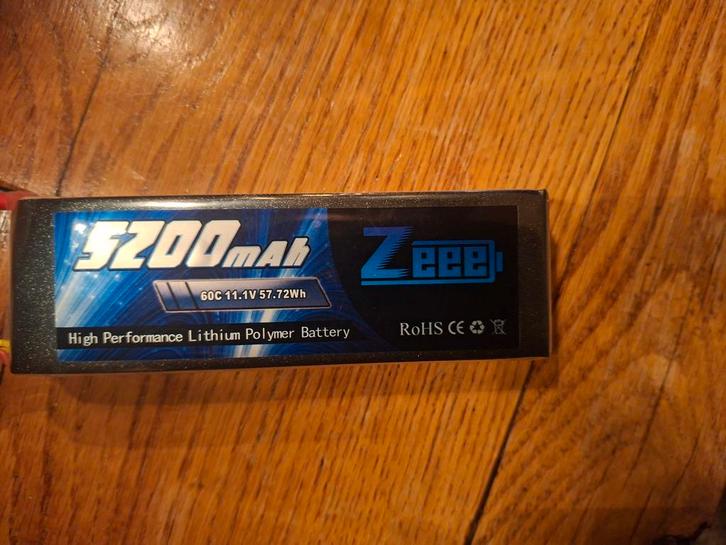 5200mAh
60C 11.1V 57.72Wh
High Performance Lithium Polymer Battery
Zeee
RoHS CE